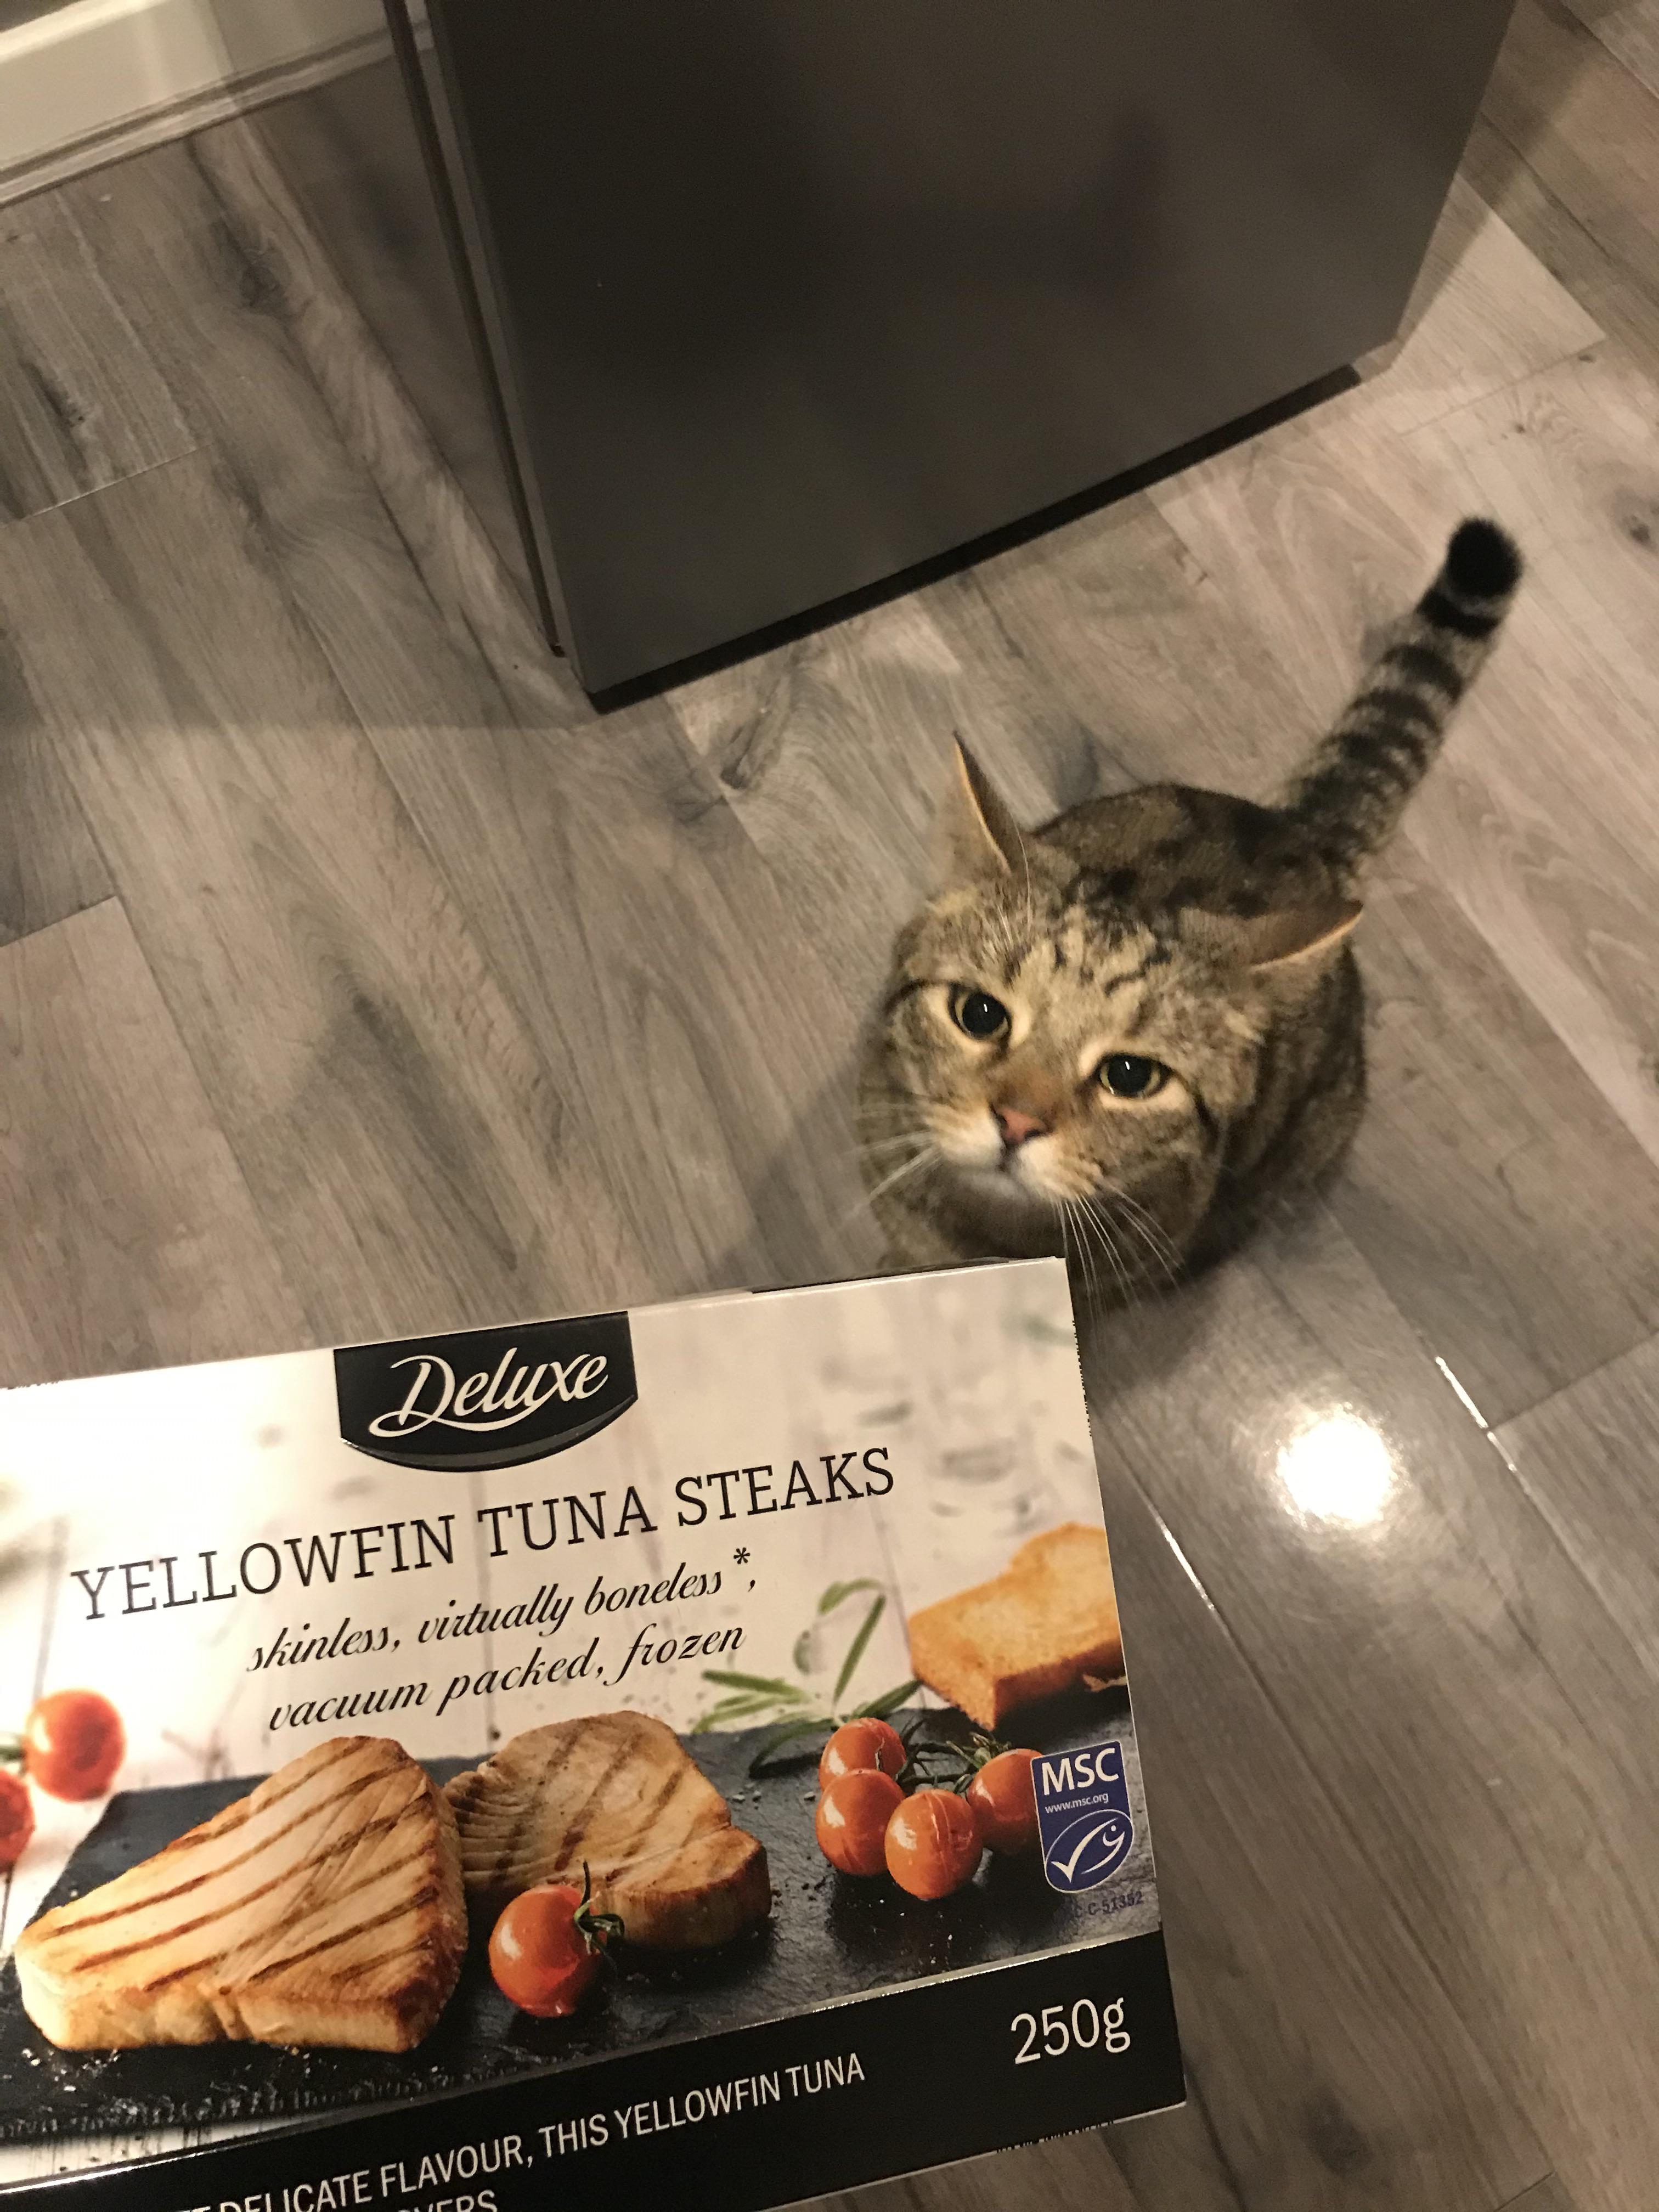 Deluxe
YELLOWFIN TUNA STEAKS
skinless, virtually boneless*,
vacuum packed, frozen
MSC
www.msc.org
C-51352
250g
DELICATE FLAVOUR, THIS YELLOWFIN TUNA